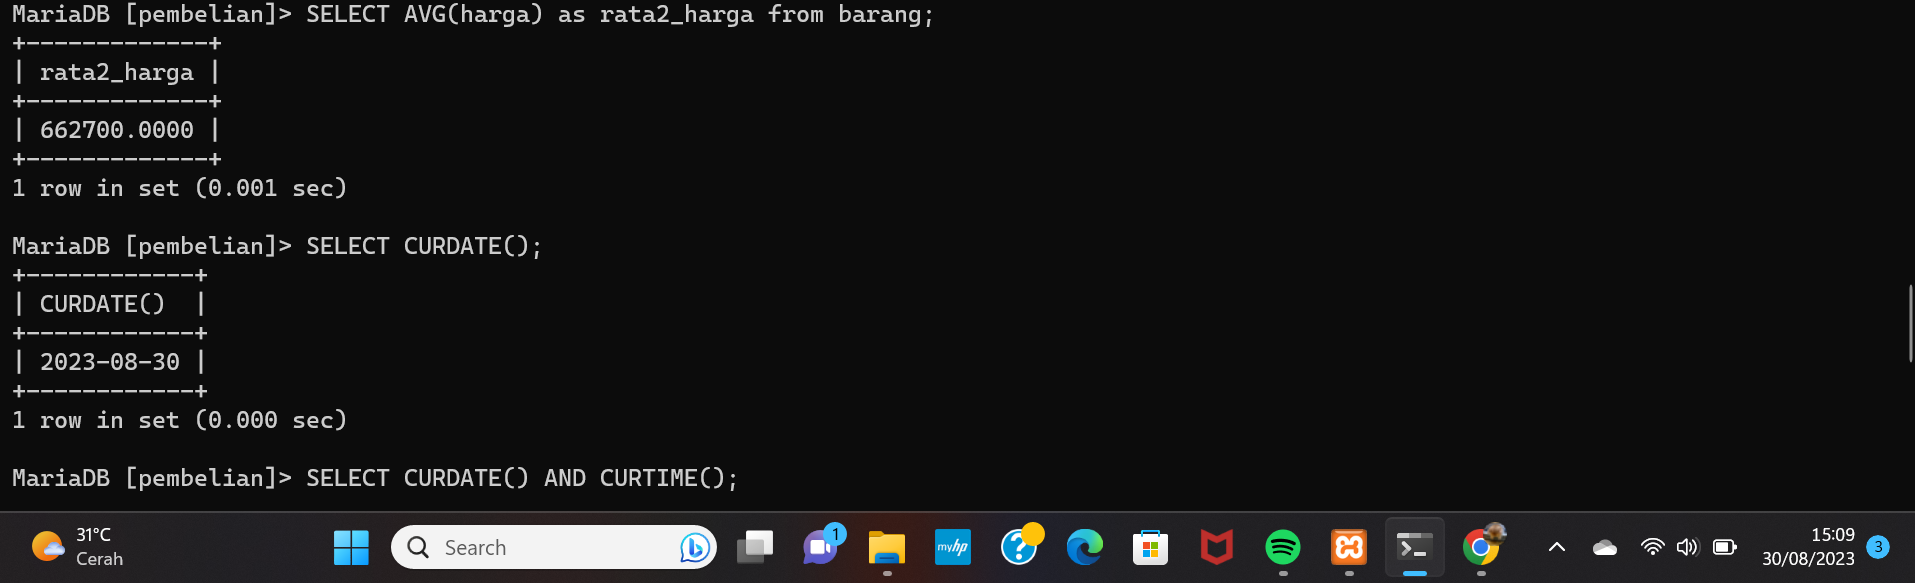 MariaDB [pembelian]> SELECT AVG(harga) as rata2_harga from barang;
+-------------+
| rata2_harga |
+-------------+
| 662700.0000 |
+-------------+
1 row in set (0.001 sec)
MariaDB [pembelian]> SELECT CURDATE();
+------------+
| CURDATE()  |
+------------+
| 2023-08-30 |
+------------+
1 row in set (0.000 sec)
MariaDB [pembelian]> SELECT CURDATE() AND CURTIME();
31°C
Cerah
Search
1
myhp
15:09
30/08/2023
3